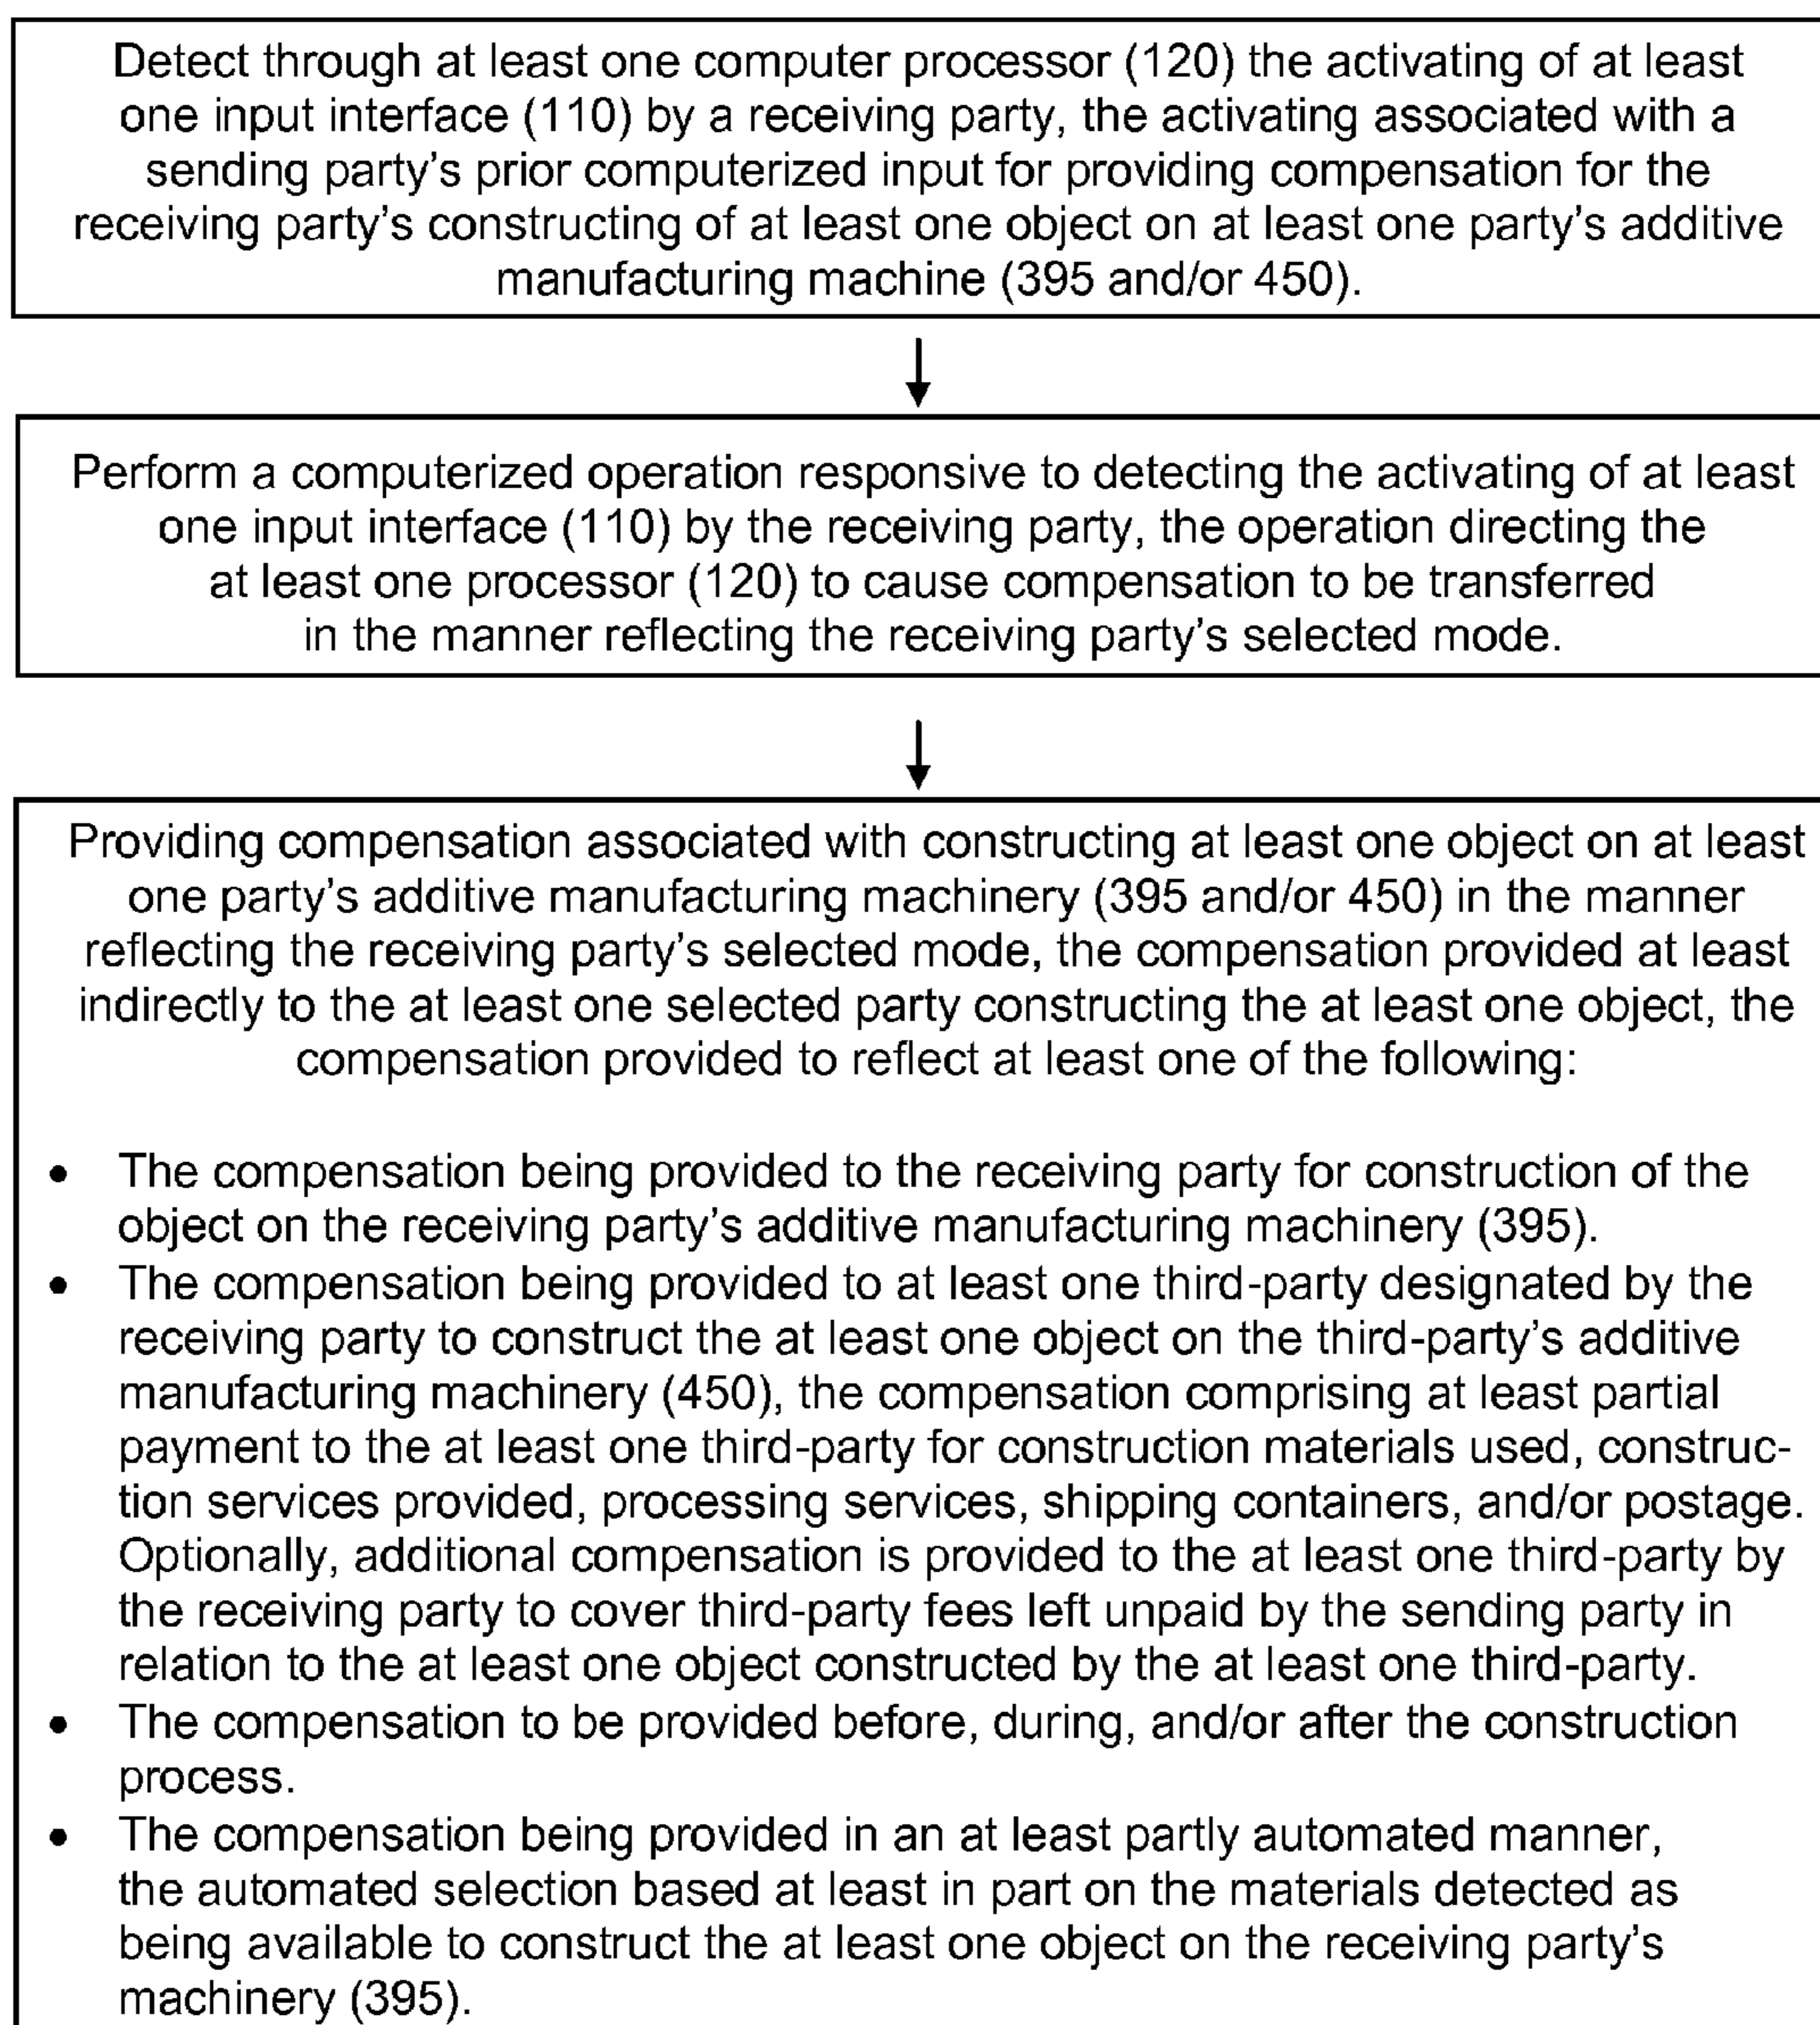 Detect through at least one computer processor (120) the activating of at least
one input interface (110) by a receiving party, the activating associated with a
sending party's prior computerized input for providing compensation for the
receiving party's constructing of at least one object on at least one party's additive
manufacturing machine (395 and/or 450).
Perform a computerized operation responsive to detecting the activating of at least
one input interface (110) by the receiving party, the operation directing the
at least one processor (120) to cause compensation to be transferred
in the manner reflecting the receiving party's selected mode.
Providing compensation associated with constructing at least one object on at least
one party's additive manufacturing machinery (395 and/or 450) in the manner
reflecting the receiving party's selected mode, the compensation provided at least
indirectly to the at least one selected party constructing the at least one object, the
compensation provided to reflect at least one of the following:
• The compensation being provided to the receiving party for construction of the
object on the receiving party's additive manufacturing machinery (395).
• The compensation being provided to at least one third-party designated by the
receiving party to construct the at least one object on the third-party's additive
manufacturing machinery (450), the compensation comprising at least partial
payment to the at least one third-party for construction materials used, construc-
tion services provided, processing services, shipping containers, and/or postage.
Optionally, additional compensation is provided to the at least one third-party by
the receiving party to cover third-party fees left unpaid by the sending party in
relation to the at least one object constructed by the at least one third-party.
• The compensation to be provided before, during, and/or after the construction
process.
• The compensation being provided in an at least partly automated manner,
the automated selection based at least in part on the materials detected as
being available to construct the at least one object on the receiving party's
machinery (395).